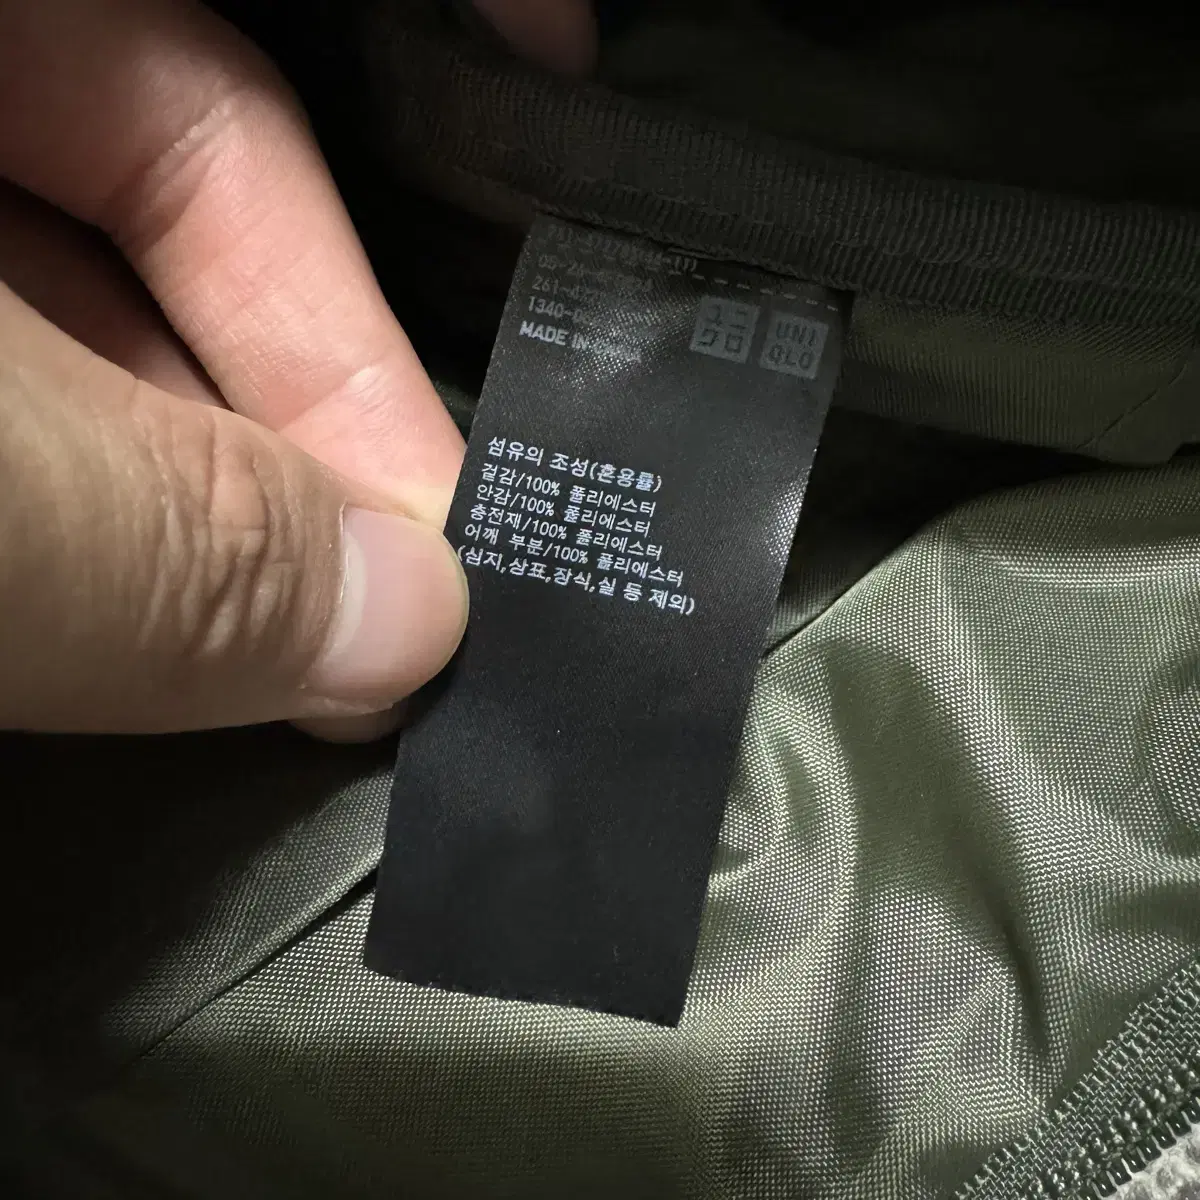 MADE IN
ユニ
クロ
UNI
QLO
섬유의 조성(혼용률)
겉감/100% 폴리에스터
안감/100% 폴리에스터
충전재/100% 폴리에스터
어깨 부분/100% 폴리에스터
(심지,상표,장식,실 등 제외)